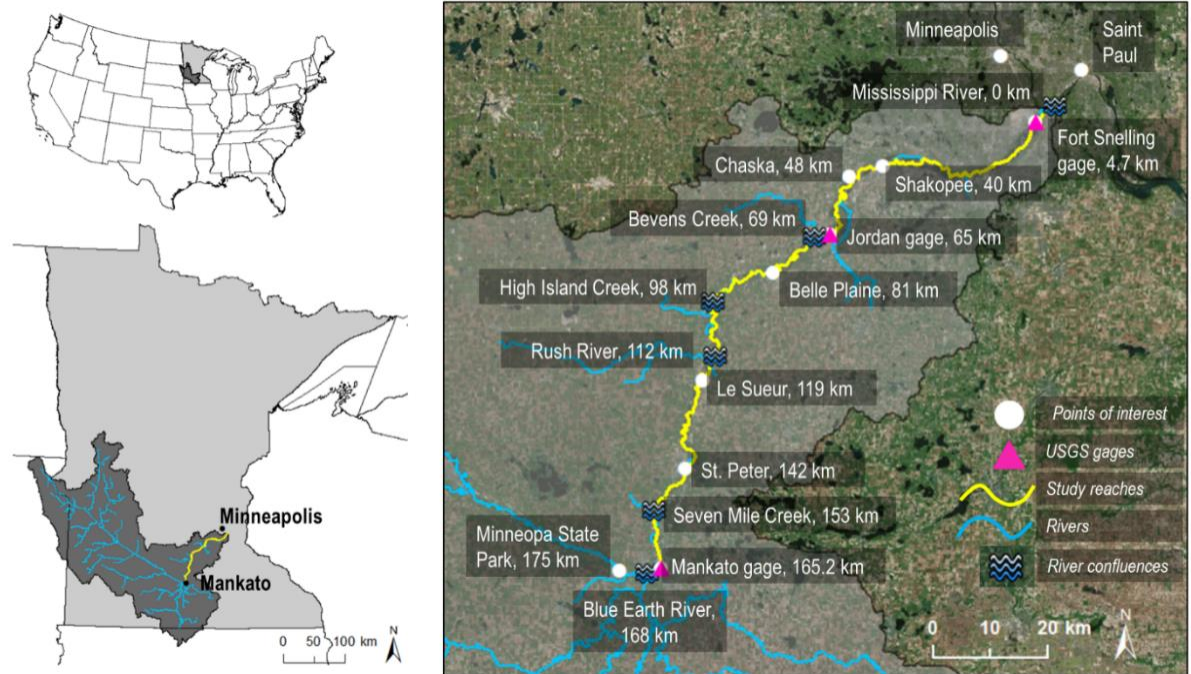 Minneapolis
Mankato
0 50 100 km
N
Minneapolis
Saint
Paul
Mississippi River, 0 km
Fort Snelling
gage, 4.7 km
Chaska, 48 km
Shakopee, 40 km
Bevens Creek, 69 km
Jordan gage, 65 km
High Island Creek, 98 km
Belle Plaine, 81 km
Rush River, 112 km
Le Sueur, 119 km
Points of interest
USGS gages
St. Peter, 142 km
Study reaches
Seven Mile Creek, 153 km
Rivers
Minneopa State
Park, 175 km
Mankato gage, 165.2 km
River confluences
Blue Earth River,
168 km
0 10 20 km
N